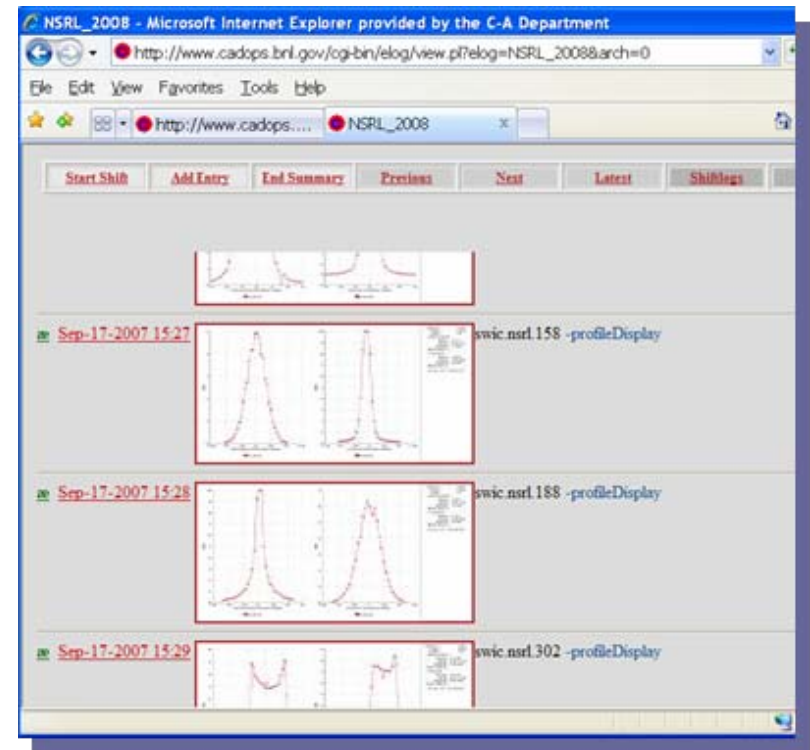 NSRL_2008 - Microsoft Internet Explorer provided by the C-A Department
http://www.cadops.bnl.gov/cgi-bin/elog/view.pl?elog=NSRL_2008&arch=0
File Edit View Favorites Tools Help
http://www.cadops.... NSRL_2008 x
Start Shift Add Entry End Summary Previous Next Latest Shiftlogs
æ Sep-17-2007 15:27 swic.nsrl.158 -profileDisplay
æ Sep-17-2007 15:28 swic.nsrl.188 -profileDisplay
æ Sep-17-2007 15:29 swic.nsrl.302 -profileDisplay